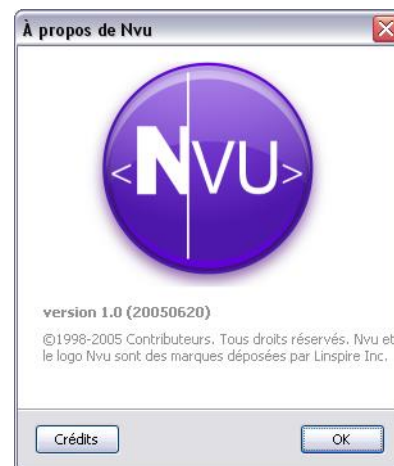 À propos de Nvu
<NVU>
version 1.0 (20050620)
©1998-2005 Contributeurs. Tous droits réservés. Nvu et
le logo Nvu sont des marques déposées par Linspire Inc.
Crédits
OK